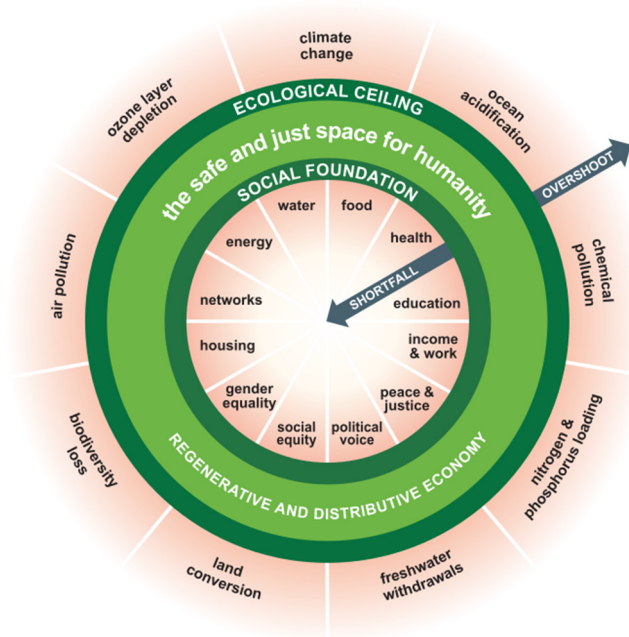 climate
change
ocean
acidification
chemical
pollution
nitrogen &
phosphorus loading
freshwater
withdrawals
land
conversion
biodiversity
loss
air pollution
ozone layer
depletion
OVERSHOOT
ECOLOGICAL CEILING
the safe and just space for humanity
SOCIAL FOUNDATION
water
food
health
SHORTFALL
education
income
& work
peace &
justice
political
voice
social
equity
gender
equality
housing
networks
energy
REGENERATIVE AND DISTRIBUTIVE ECONOMY